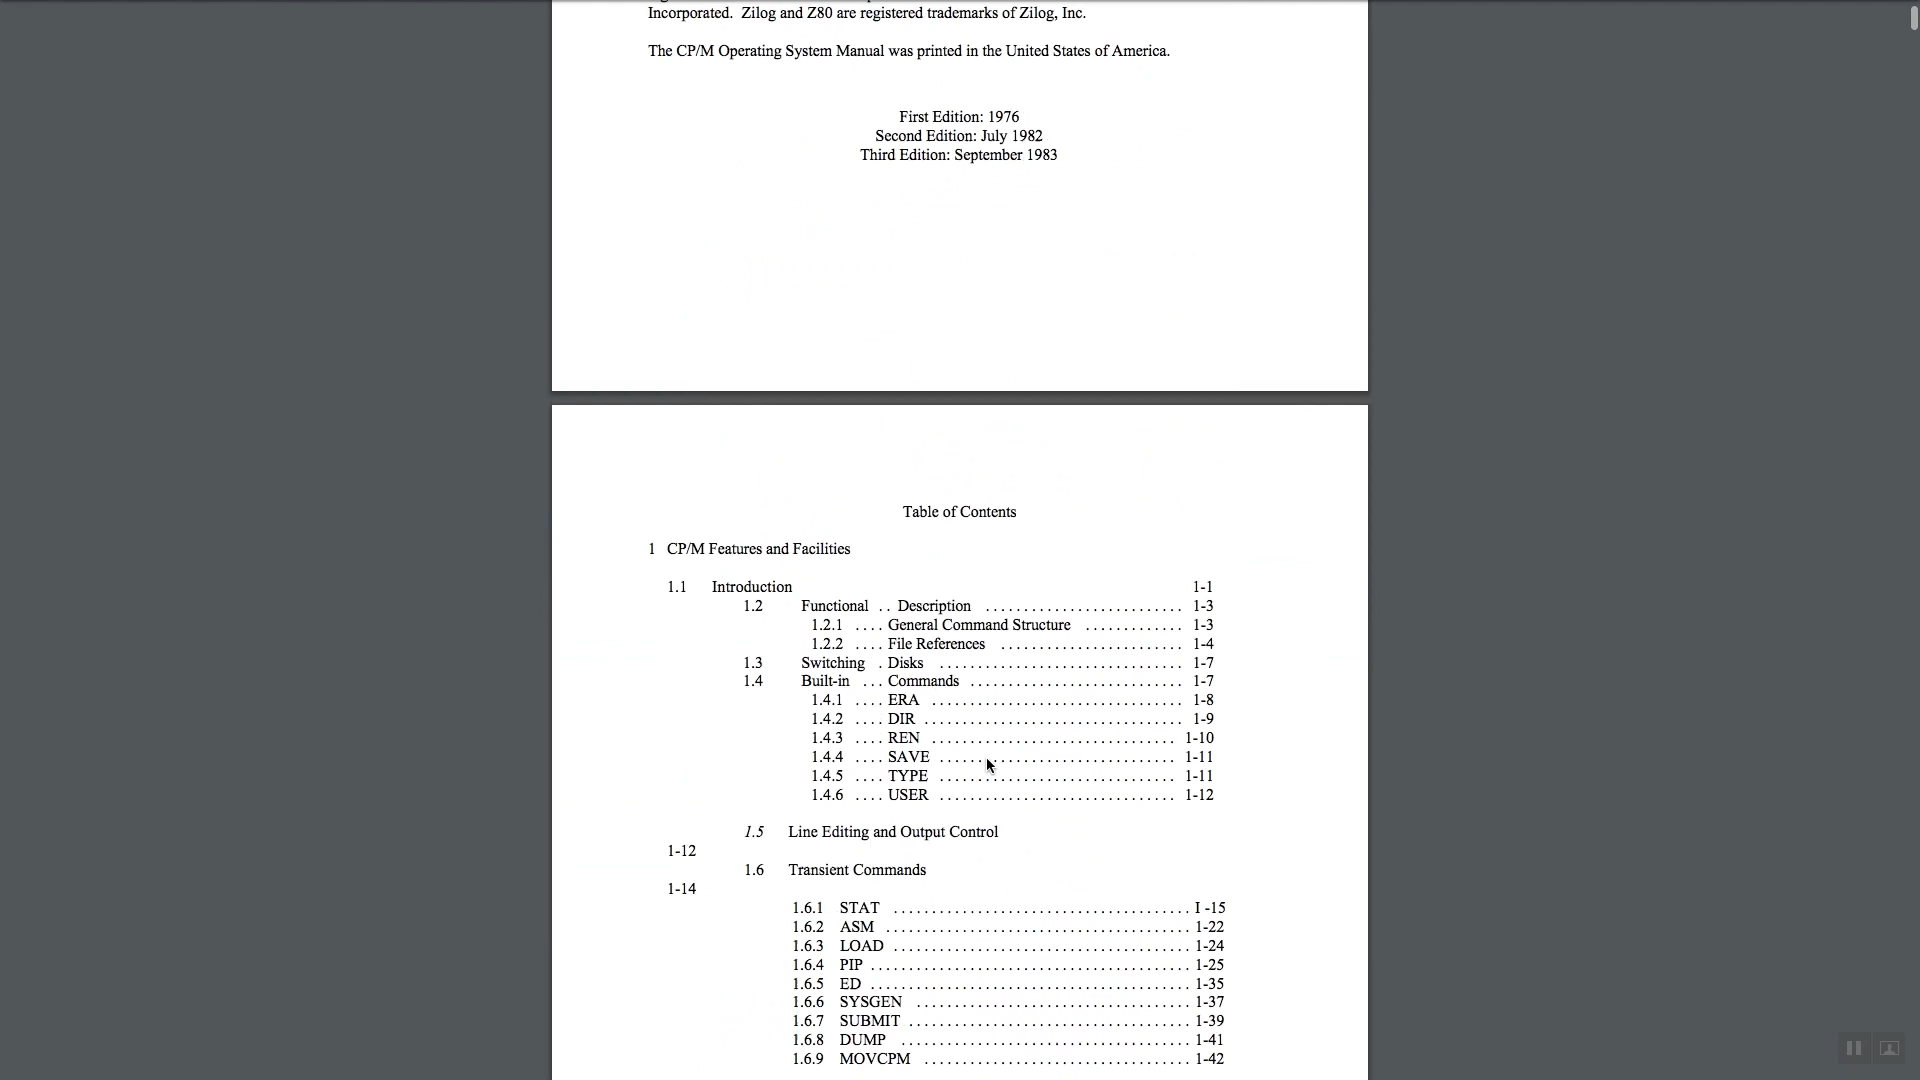 Incorporated. Zilog and Z80 are registered trademarks of Zilog, Inc.
The CP/M Operating System Manual was printed in the United States of America.
First Edition: 1976
Second Edition: July 1982
Third Edition: September 1983
Table of Contents
1 CP/M Features and Facilities
1.1 Introduction 1-1
1.2 Functional . . Description . . . . . . . . . . . . . . . . . . . . . . . . . . 1-3
1.2.1 . . . . General Command Structure . . . . . . . . . . . . . 1-3
1.2.2 . . . . File References . . . . . . . . . . . . . . . . . . . . . . . . 1-4
1.3 Switching . Disks . . . . . . . . . . . . . . . . . . . . . . . . . . . . . . . . 1-7
1.4 Built-in . . . Commands . . . . . . . . . . . . . . . . . . . . . . . . . . . . 1-7
1.4.1 . . . . ERA . . . . . . . . . . . . . . . . . . . . . . . . . . . . . . . . . 1-8
1.4.2 . . . . DIR . . . . . . . . . . . . . . . . . . . . . . . . . . . . . . . . . . 1-9
1.4.3 . . . . REN . . . . . . . . . . . . . . . . . . . . . . . . . . . . . . . . 1-10
1.4.4 . . . . SAVE . . . . . . . . . . . . . . . . . . . . . . . . . . . . . . . 1-11
1.4.5 . . . . TYPE . . . . . . . . . . . . . . . . . . . . . . . . . . . . . . . 1-11
1.4.6 . . . . USER . . . . . . . . . . . . . . . . . . . . . . . . . . . . . . . 1-12
1.5 Line Editing and Output Control
1-12
1.6 Transient Commands
1-14
1.6.1 STAT . . . . . . . . . . . . . . . . . . . . . . . . . . . . . . . . . . . . . . . I -15
1.6.2 ASM . . . . . . . . . . . . . . . . . . . . . . . . . . . . . . . . . . . . . . . . 1-22
1.6.3 LOAD . . . . . . . . . . . . . . . . . . . . . . . . . . . . . . . . . . . . . . . 1-24
1.6.4 PIP . . . . . . . . . . . . . . . . . . . . . . . . . . . . . . . . . . . . . . . . . . 1-25
1.6.5 ED . . . . . . . . . . . . . . . . . . . . . . . . . . . . . . . . . . . . . . . . . . 1-35
1.6.6 SYSGEN . . . . . . . . . . . . . . . . . . . . . . . . . . . . . . . . . . . . 1-37
1.6.7 SUBMIT . . . . . . . . . . . . . . . . . . . . . . . . . . . . . . . . . . . . . 1-39
1.6.8 DUMP . . . . . . . . . . . . . . . . . . . . . . . . . . . . . . . . . . . . . . 1-41
1.6.9 MOVCPM . . . . . . . . . . . . . . . . . . . . . . . . . . . . . . . . . . . 1-42